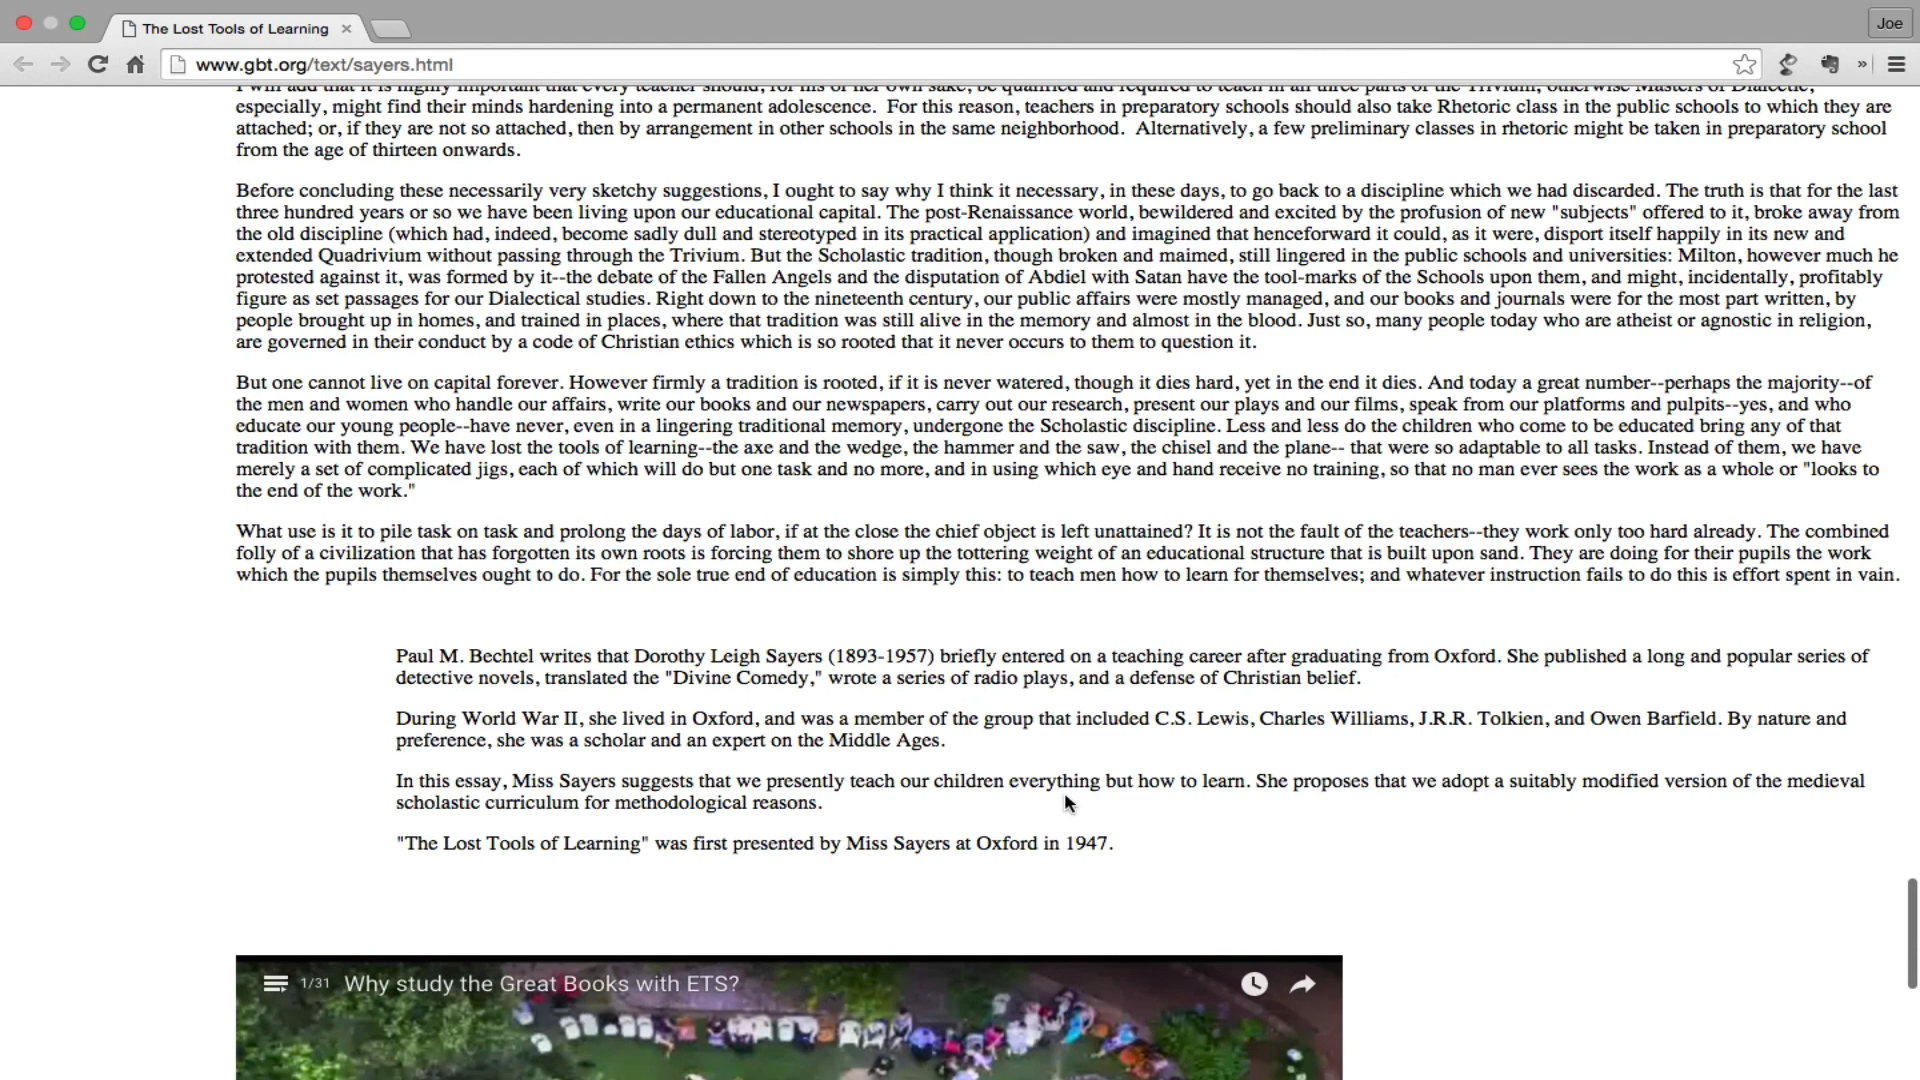 The Lost Tools of Learning
Joe
www.gbt.org/text/sayers.html
I will add that it is highly important that every teacher should, for his or her own sake, be qualified and required to teach in all three parts of the Trivium; otherwise Masters of Dialectic,
especially, might find their minds hardening into a permanent adolescence.  For this reason, teachers in preparatory schools should also take Rhetoric class in the public schools to which they are
attached; or, if they are not so attached, then by arrangement in other schools in the same neighborhood.  Alternatively, a few preliminary classes in rhetoric might be taken in preparatory school
from the age of thirteen onwards.
Before concluding these necessarily very sketchy suggestions, I ought to say why I think it necessary, in these days, to go back to a discipline which we had discarded. The truth is that for the last
three hundred years or so we have been living upon our educational capital. The post-Renaissance world, bewildered and excited by the profusion of new "subjects" offered to it, broke away from
the old discipline (which had, indeed, become sadly dull and stereotyped in its practical application) and imagined that henceforward it could, as it were, disport itself happily in its new and
extended Quadrivium without passing through the Trivium. But the Scholastic tradition, though broken and maimed, still lingered in the public schools and universities: Milton, however much he
protested against it, was formed by it--the debate of the Fallen Angels and the disputation of Abdiel with Satan have the tool-marks of the Schools upon them, and might, incidentally, profitably
figure as set passages for our Dialectical studies. Right down to the nineteenth century, our public affairs were mostly managed, and our books and journals were for the most part written, by
people brought up in homes, and trained in places, where that tradition was still alive in the memory and almost in the blood. Just so, many people today who are atheist or agnostic in religion,
are governed in their conduct by a code of Christian ethics which is so rooted that it never occurs to them to question it.
But one cannot live on capital forever. However firmly a tradition is rooted, if it is never watered, though it dies hard, yet in the end it dies. And today a great number--perhaps the majority--of
the men and women who handle our affairs, write our books and our newspapers, carry out our research, present our plays and our films, speak from our platforms and pulpits--yes, and who
educate our young people--have never, even in a lingering traditional memory, undergone the Scholastic discipline. Less and less do the children who come to be educated bring any of that
tradition with them. We have lost the tools of learning--the axe and the wedge, the hammer and the saw, the chisel and the plane-- that were so adaptable to all tasks. Instead of them, we have
merely a set of complicated jigs, each of which will do but one task and no more, and in using which eye and hand receive no training, so that no man ever sees the work as a whole or "looks to
the end of the work."
What use is it to pile task on task and prolong the days of labor, if at the close the chief object is left unattained? It is not the fault of the teachers--they work only too hard already. The combined
folly of a civilization that has forgotten its own roots is forcing them to shore up the tottering weight of an educational structure that is built upon sand. They are doing for their pupils the work
which the pupils themselves ought to do. For the sole true end of education is simply this: to teach men how to learn for themselves; and whatever instruction fails to do this is effort spent in vain.
Paul M. Bechtel writes that Dorothy Leigh Sayers (1893-1957) briefly entered on a teaching career after graduating from Oxford. She published a long and popular series of
detective novels, translated the "Divine Comedy," wrote a series of radio plays, and a defense of Christian belief.
During World War II, she lived in Oxford, and was a member of the group that included C.S. Lewis, Charles Williams, J.R.R. Tolkien, and Owen Barfield. By nature and
preference, she was a scholar and an expert on the Middle Ages.
In this essay, Miss Sayers suggests that we presently teach our children everything but how to learn. She proposes that we adopt a suitably modified version of the medieval
scholastic curriculum for methodological reasons.
"The Lost Tools of Learning" was first presented by Miss Sayers at Oxford in 1947.
1/31 Why study the Great Books with ETS?